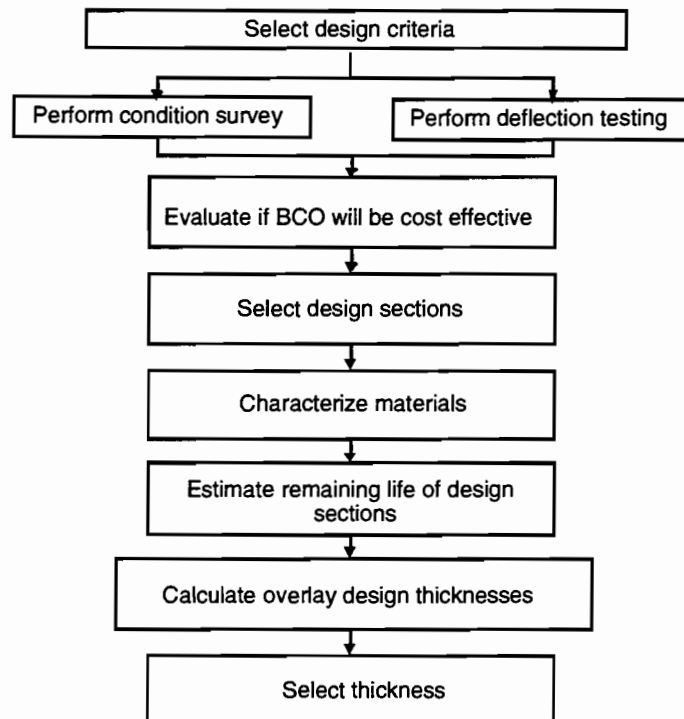 Select design criteria
Perform condition survey
Perform deflection testing
Evaluate if BCO will be cost effective
Select design sections
Characterize materials
Estimate remaining life of design
sections
Calculate overlay design thicknesses
Select thickness